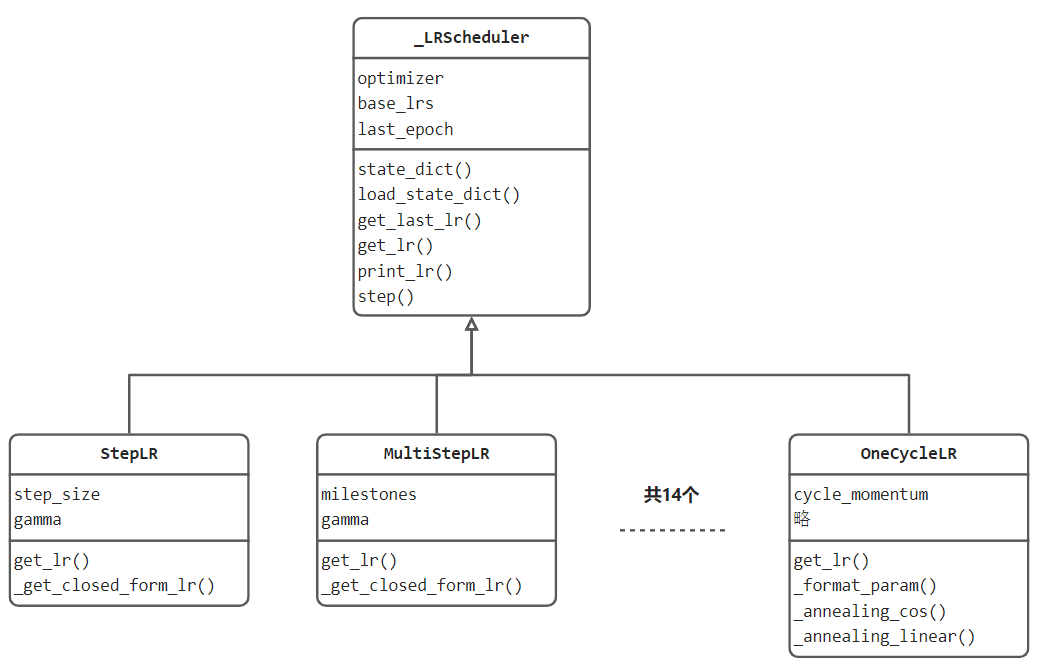 _LRScheduler
optimizer
base_lrs
last_epoch
state_dict()
load_state_dict()
get_last_lr()
get_lr()
print_lr()
step()
StepLR
step_size
gamma
get_lr()
_get_closed_form_lr()
MultiStepLR
milestones
gamma
get_lr()
_get_closed_form_lr()
共14个
OneCycleLR
cycle_momentum
略
get_lr()
_format_param()
_annealing_cos()
_annealing_linear()